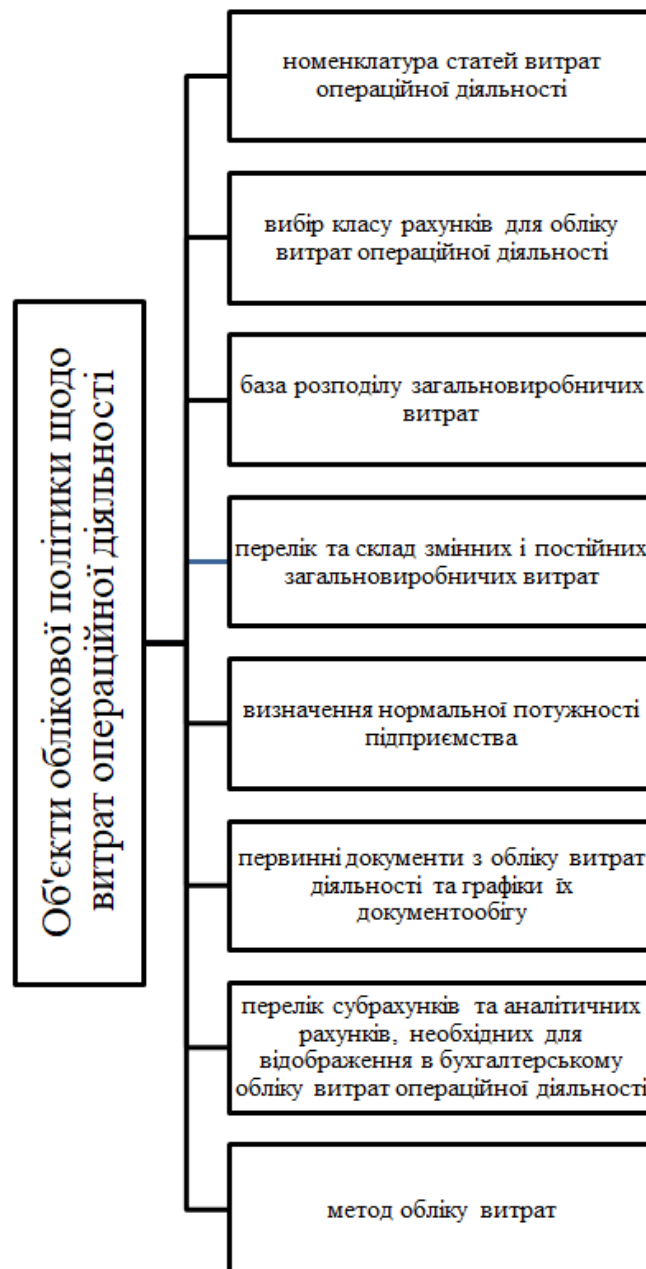 Об'єкти облікової політики щодо
витрат операційної діяльності
номенклатура статей витрат
операційної діяльності
вибір класу рахунків для обліку
витрат операційної діяльності
база розподілу загальновиробничих
витрат
перелік та склад змінних і постійних
загальновиробничих витрат
визначення нормальної потужності
підприємства
первинні документи з обліку витрат
діяльності та графіки їх
документообігу
перелік субрахунків та аналітичних
рахунків, необхідних для
відображення в бухгалтерському
обліку витрат операційної діяльності
метод обліку витрат